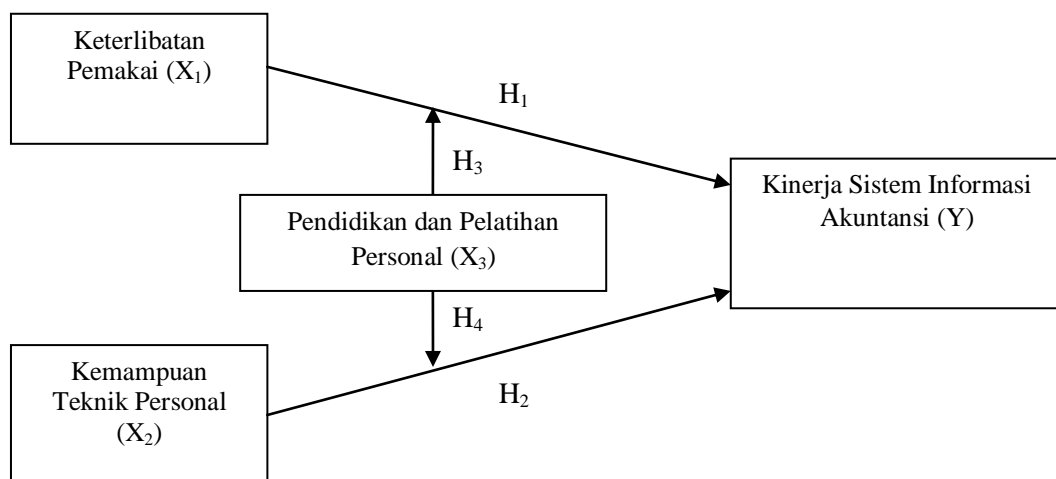 Keterlibatan
Pemakai (X₁)
H₁
H₃
Kinerja Sistem Informasi
Akuntansi (Y)
Pendidikan dan Pelatihan
Personal (X₃)
H₄
Kemampuan
Teknik Personal
(X₂)
H₂